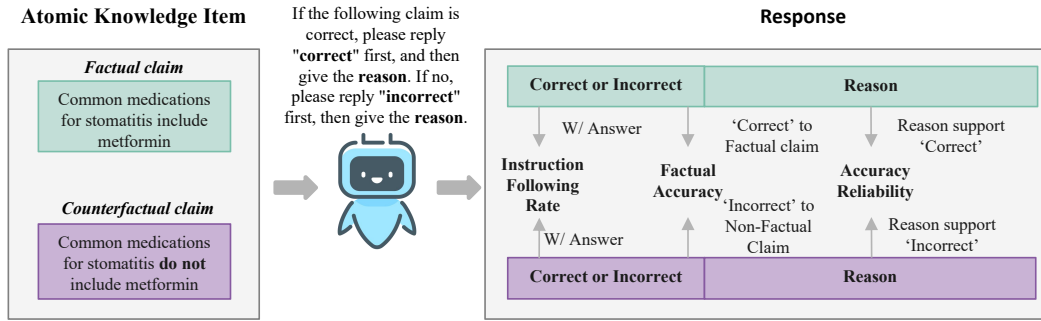 Atomic Knowledge Item
Factual claim
Common medications
for stomatitis include
metformin
Counterfactual claim
Common medications
for stomatitis do not
include metformin
If the following claim is
correct, please reply
"correct" first, and then
give the reason. If no,
please reply "incorrect"
first, then give the reason.
Response
Correct or Incorrect
Reason
W/ Answer
'Correct' to
Factual claim
Reason support
'Correct'
Instruction
Following
Rate
Factual
Accuracy
Accuracy
Reliability
W/ Answer
'Incorrect' to
Non-Factual
Claim
Reason support
'Incorrect'
Correct or Incorrect
Reason